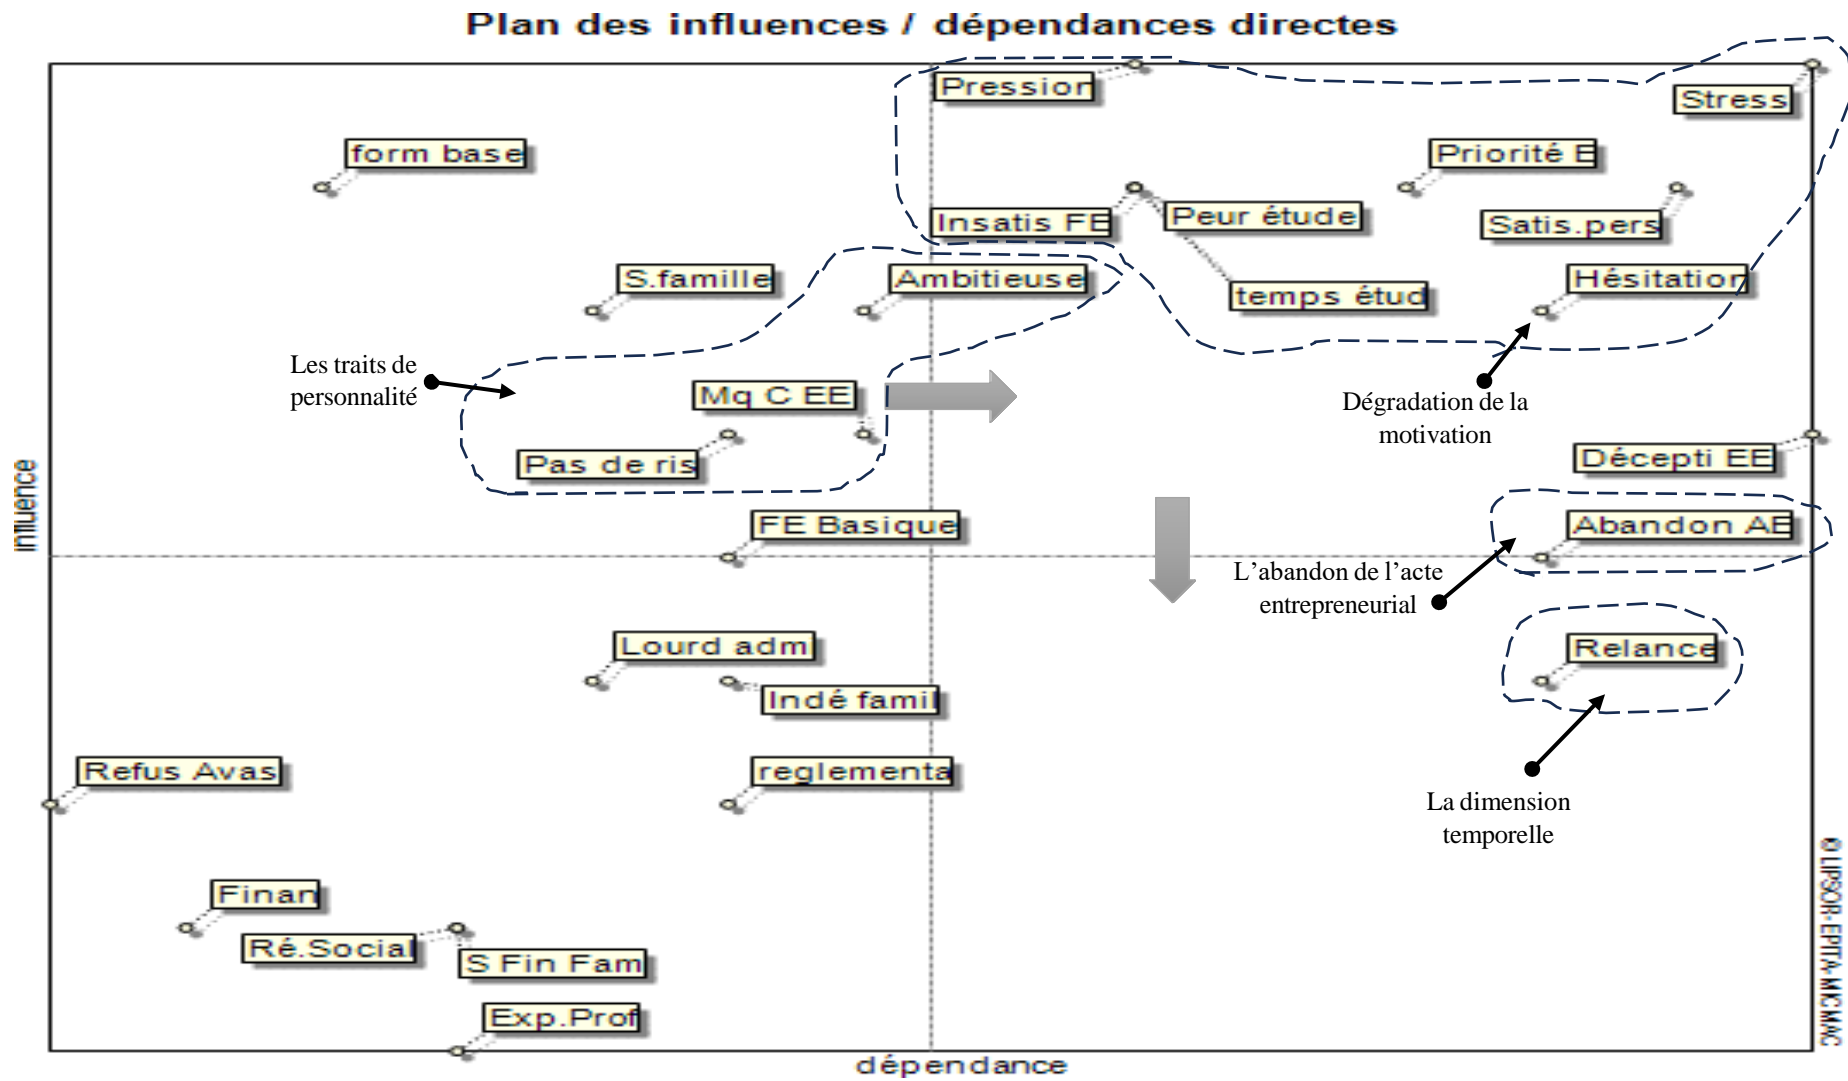 Plan des influences / dépendances directes
Pression
Stress
form base
Priorité E
Insatis FE
Peur étude
Satis.pers
S.famille
Ambitieuse
temps étud
Hésitation
Les traits de
personnalité
Mq C EE
Dégradation de la
motivation
Pas de ris
Décepti EE
influence
FE Basique
Abandon AE
L’abandon de l’acte
entrepreneurial
Lourd adm
Relance
Indé famil
Refus Avas
reglementa
La dimension
temporelle
Finan
Ré.Social
S Fin Fam
Exp.Prof
dépendance
© LIPSOR-EPITA-MICMAC